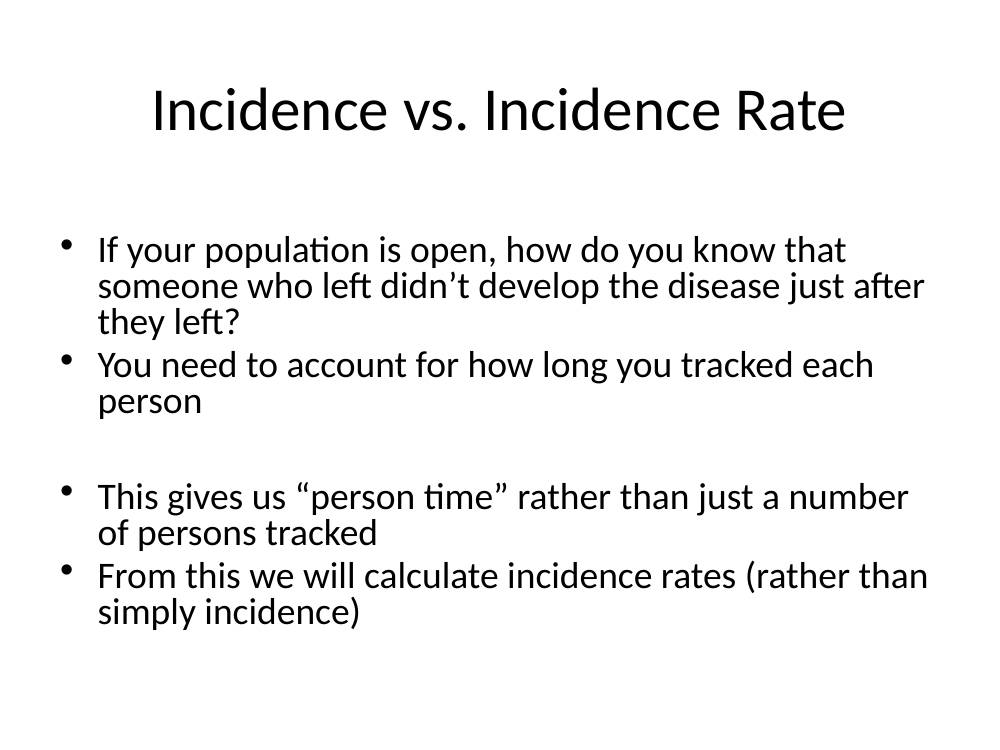 Incidence vs. Incidence Rate
• If your population is open, how do you know that
someone who left didn’t develop the disease just after
they left?
• You need to account for how long you tracked each
person
• This gives us “person time” rather than just a number
of persons tracked
• From this we will calculate incidence rates (rather than
simply incidence)